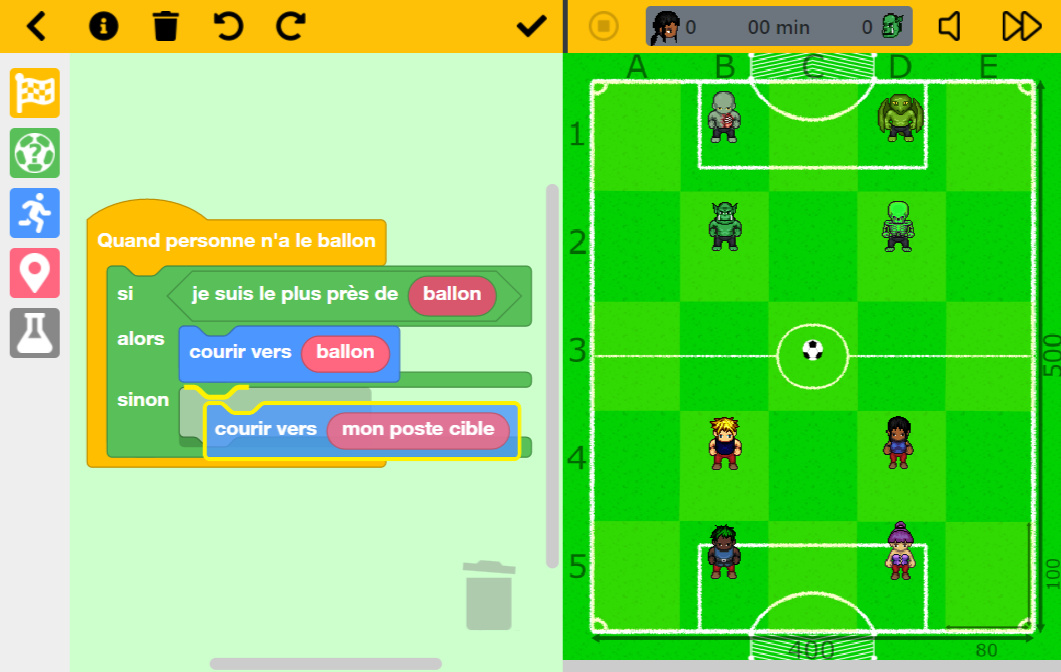 0 00 min 0
Quand personne n'a le ballon
si je suis le plus près de ballon
alors
courir vers ballon
sinon
courir vers mon poste cible
A B C D E
1
2
3
4
5
500
100
400
80